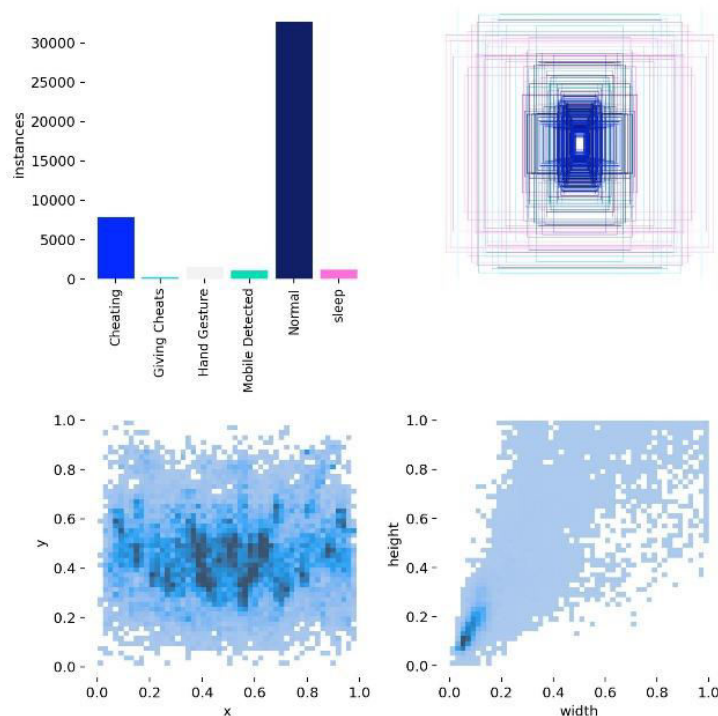 30000
25000
20000
15000
10000
5000
0
instances
Cheating
Giving Cheats
Hand Gesture
Mobile Detected
Normal
sleep
1.0
0.8
0.6
0.4
0.2
0.0
y
0.0 0.2 0.4 0.6 0.8 1.0
x
1.0
0.8
0.6
0.4
0.2
0.0
height
0.0 0.2 0.4 0.6 0.8 1.0
width